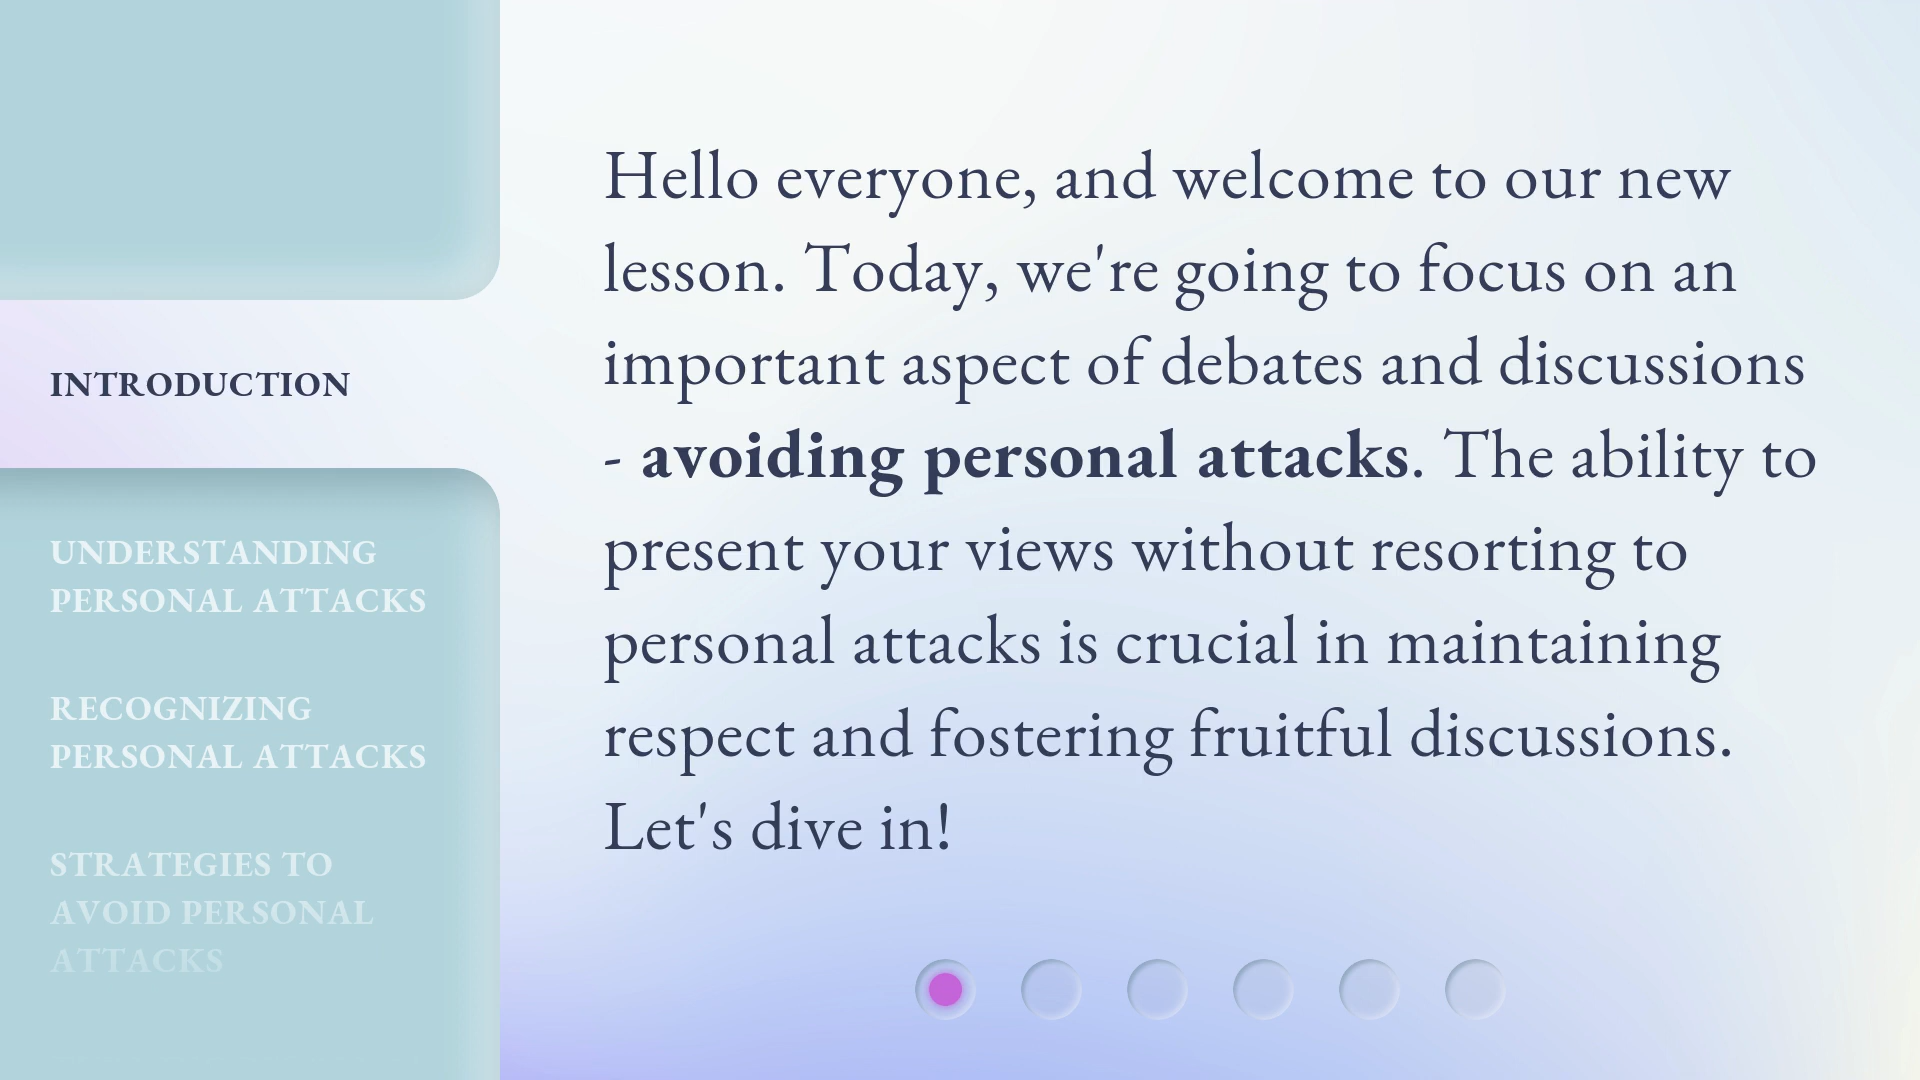 INTRODUCTION
UNDERSTANDING
PERSONAL ATTACKS
RECOGNIZING
PERSONAL ATTACKS
STRATEGIES TO
AVOID PERSONAL
ATTACKS
Hello everyone, and welcome to our new
lesson. Today, we're going to focus on an
important aspect of debates and discussions
- avoiding personal attacks. The ability to
present your views without resorting to
personal attacks is crucial in maintaining
respect and fostering fruitful discussions.
Let's dive in!